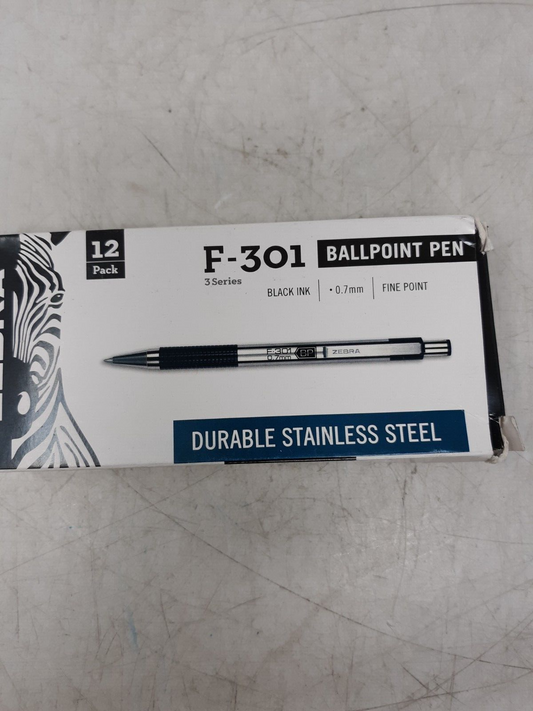 12
Pack
F-301
3 Series
BALLPOINT PEN
BLACK INK
• 0.7mm
FINE POINT
F-301
0.7mm
BP
ZEBRA
DURABLE STAINLESS STEEL